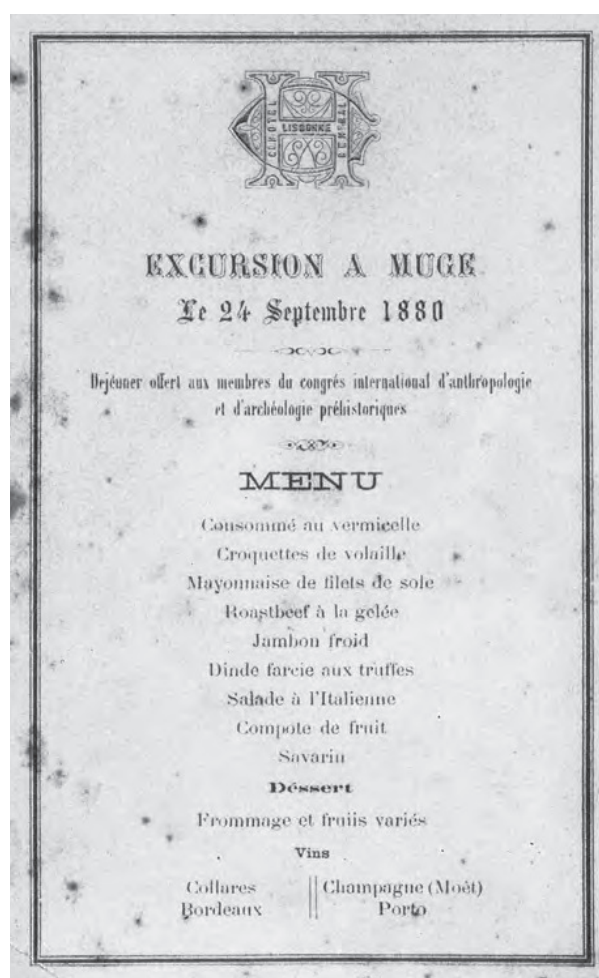 LISBONNE
EXCURSION A MUGE
Le 24 Septembre 1880
Dejéuner offert aux membres du congrés international d'anthropologie
et d'archéologie préhistoriques
MENU
Consommé au vermicelle
Croquettes de volaille
Mayonnaise de filets de sole
Roastbeef à la gelée
Jambon froid
Dinde farcie aux truffes
Salade à l'Italienne
Compote de fruit
Savarin
Déssert
Frommage et fruiis variés
Vins
Collares || Champagne (Moêt)
Bordeaux || Porto